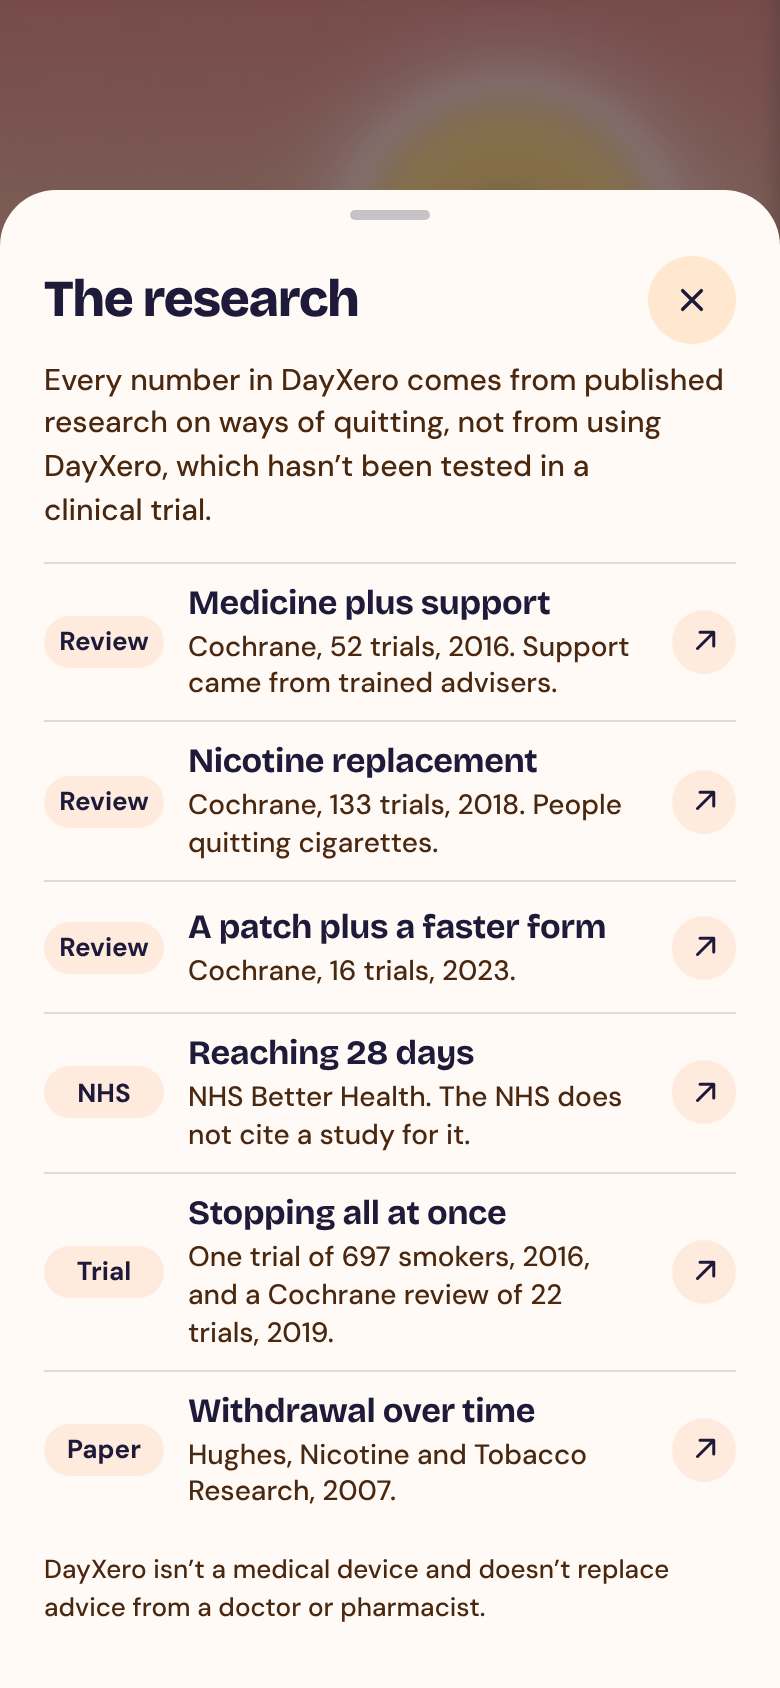 The research
Every number in DayXero comes from published
research on ways of quitting, not from using
DayXero, which hasn’t been tested in a
clinical trial.
Review
Medicine plus support
Cochrane, 52 trials, 2016. Support
came from trained advisers.
Review
Nicotine replacement
Cochrane, 133 trials, 2018. People
quitting cigarettes.
Review
A patch plus a faster form
Cochrane, 16 trials, 2023.
NHS
Reaching 28 days
NHS Better Health. The NHS does
not cite a study for it.
Trial
Stopping all at once
One trial of 697 smokers, 2016,
and a Cochrane review of 22
trials, 2019.
Paper
Withdrawal over time
Hughes, Nicotine and Tobacco
Research, 2007.
DayXero isn’t a medical device and doesn’t replace
advice from a doctor or pharmacist.